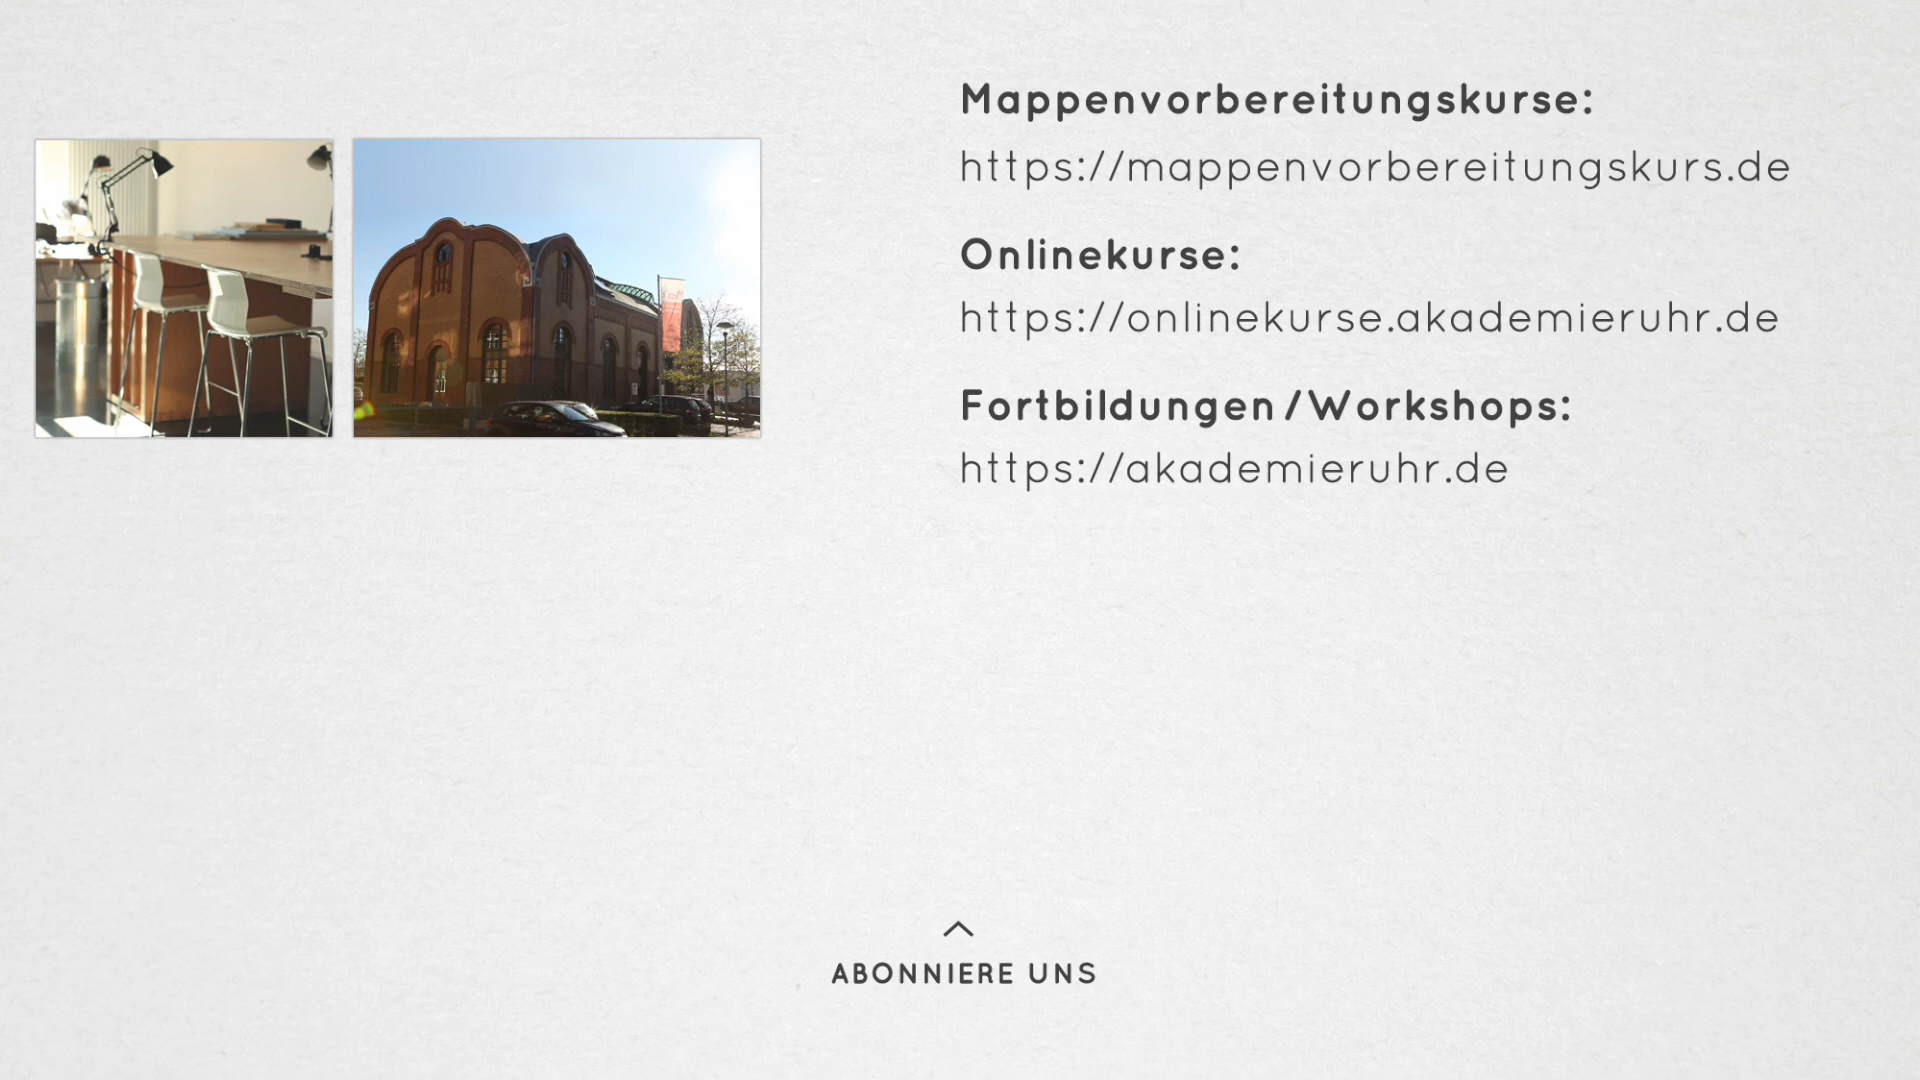 Mappenvorbereitungskurse:
https://mappenvorbereitungskurs.de
Onlinekurse:
https://onlinekurse.akademieruhr.de
Fortbildungen/Workshops:
https://akademieruhr.de
ABONNIERE UNS